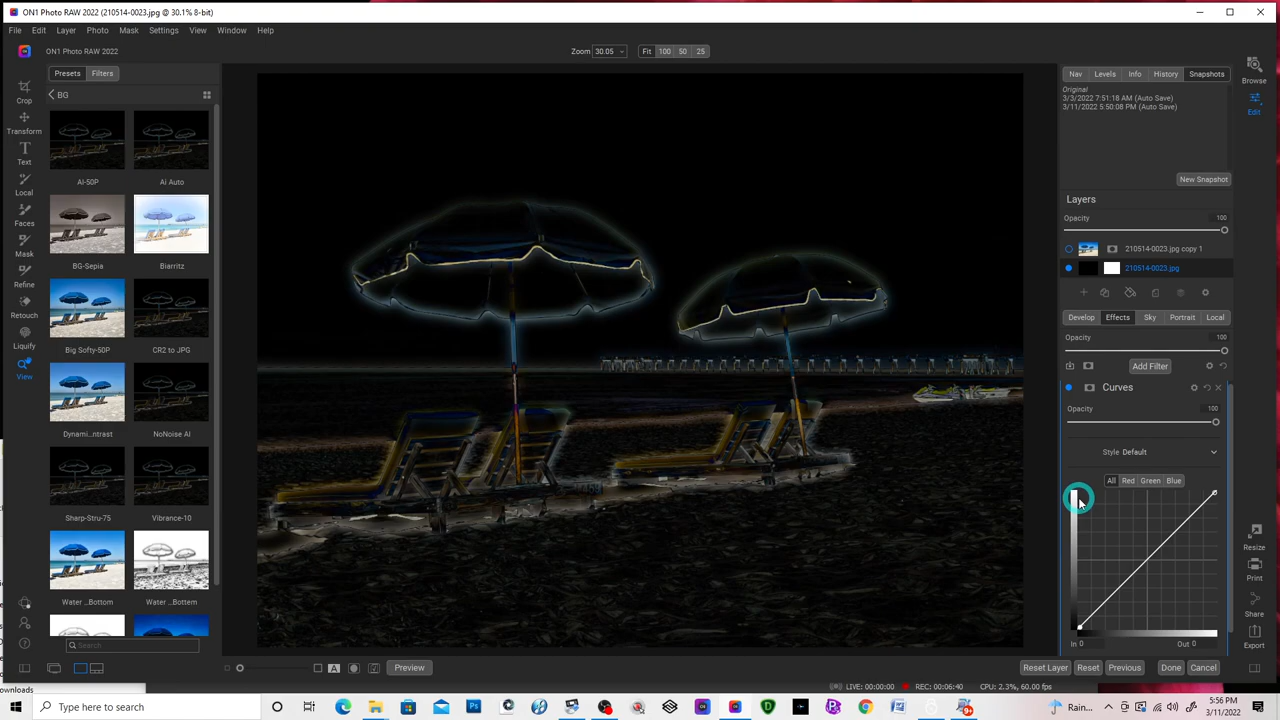 ON1 Photo RAW 2022 (210514-0023.jpg @ 30.1% 8-bit)
File Edit Layer Photo Mask Settings View Window Help
ON1 Photo RAW 2022
Zoom 30.05 Fit 100 50 25
Presets Filters
BG
AI-50P
Ai Auto
BG-Sepia
Biarritz
Big Softy-50P
CR2 to JPG
Dynami...ntrast
NoNoise AI
Sharp-Stru-75
Vibrance-10
Water ...Bottom
Water ...Bottem
Search
Crop
Transform
Text
Local
Faces
Mask
Refine
Retouch
Liquify
View
A
Preview
Nav Levels Info History Snapshots
Original
3/3/2022 7:51:18 AM (Auto Save)
3/11/2022 5:50:08 PM (Auto Save)
New Snapshot
Layers
Opacity 100
210514-0023.jpg copy 1
210514-0023.jpg
Develop Effects Sky Portrait Local
Opacity 100
Add Filter
Curves
Opacity 100
Style Default
All Red Green Blue
In 0 Out 0
Reset Layer Reset Previous Done Cancel
Browse
Edit
Resize
Print
Share
Export
ownloads
LIVE: 00:00:00 REC: 00:06:40 CPU: 2.3%, 60.00 fps
Type here to search
Rain...
5:56 PM
3/11/2022